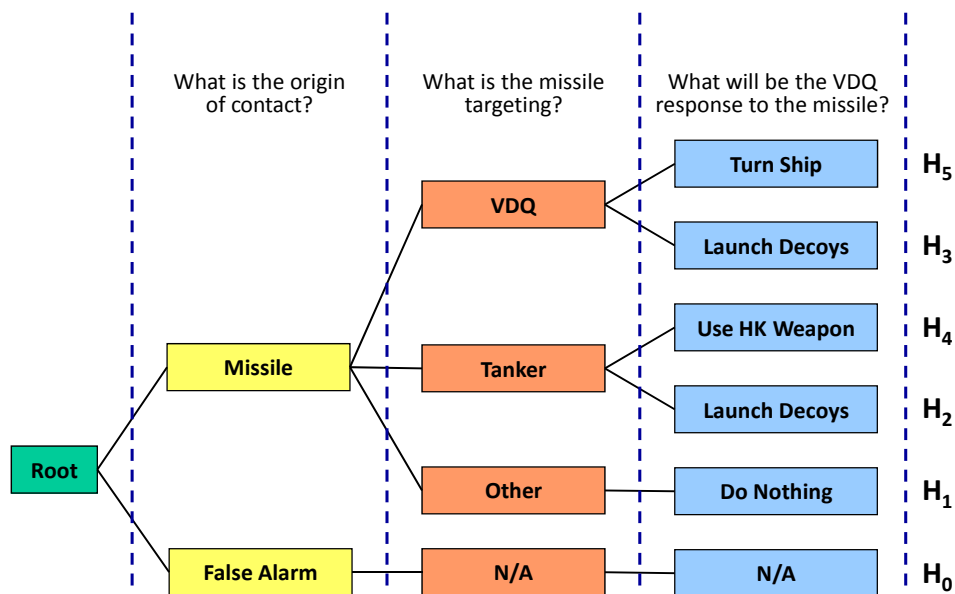 What is the origin
of contact?
What is the missile
targeting?
What will be the VDQ
response to the missile?
Turn Ship
H5
VDQ
Launch Decoys
H3
Use HK Weapon
H4
Missile
Tanker
Launch Decoys
H2
Root
Other
Do Nothing
H1
False Alarm
N/A
N/A
H0